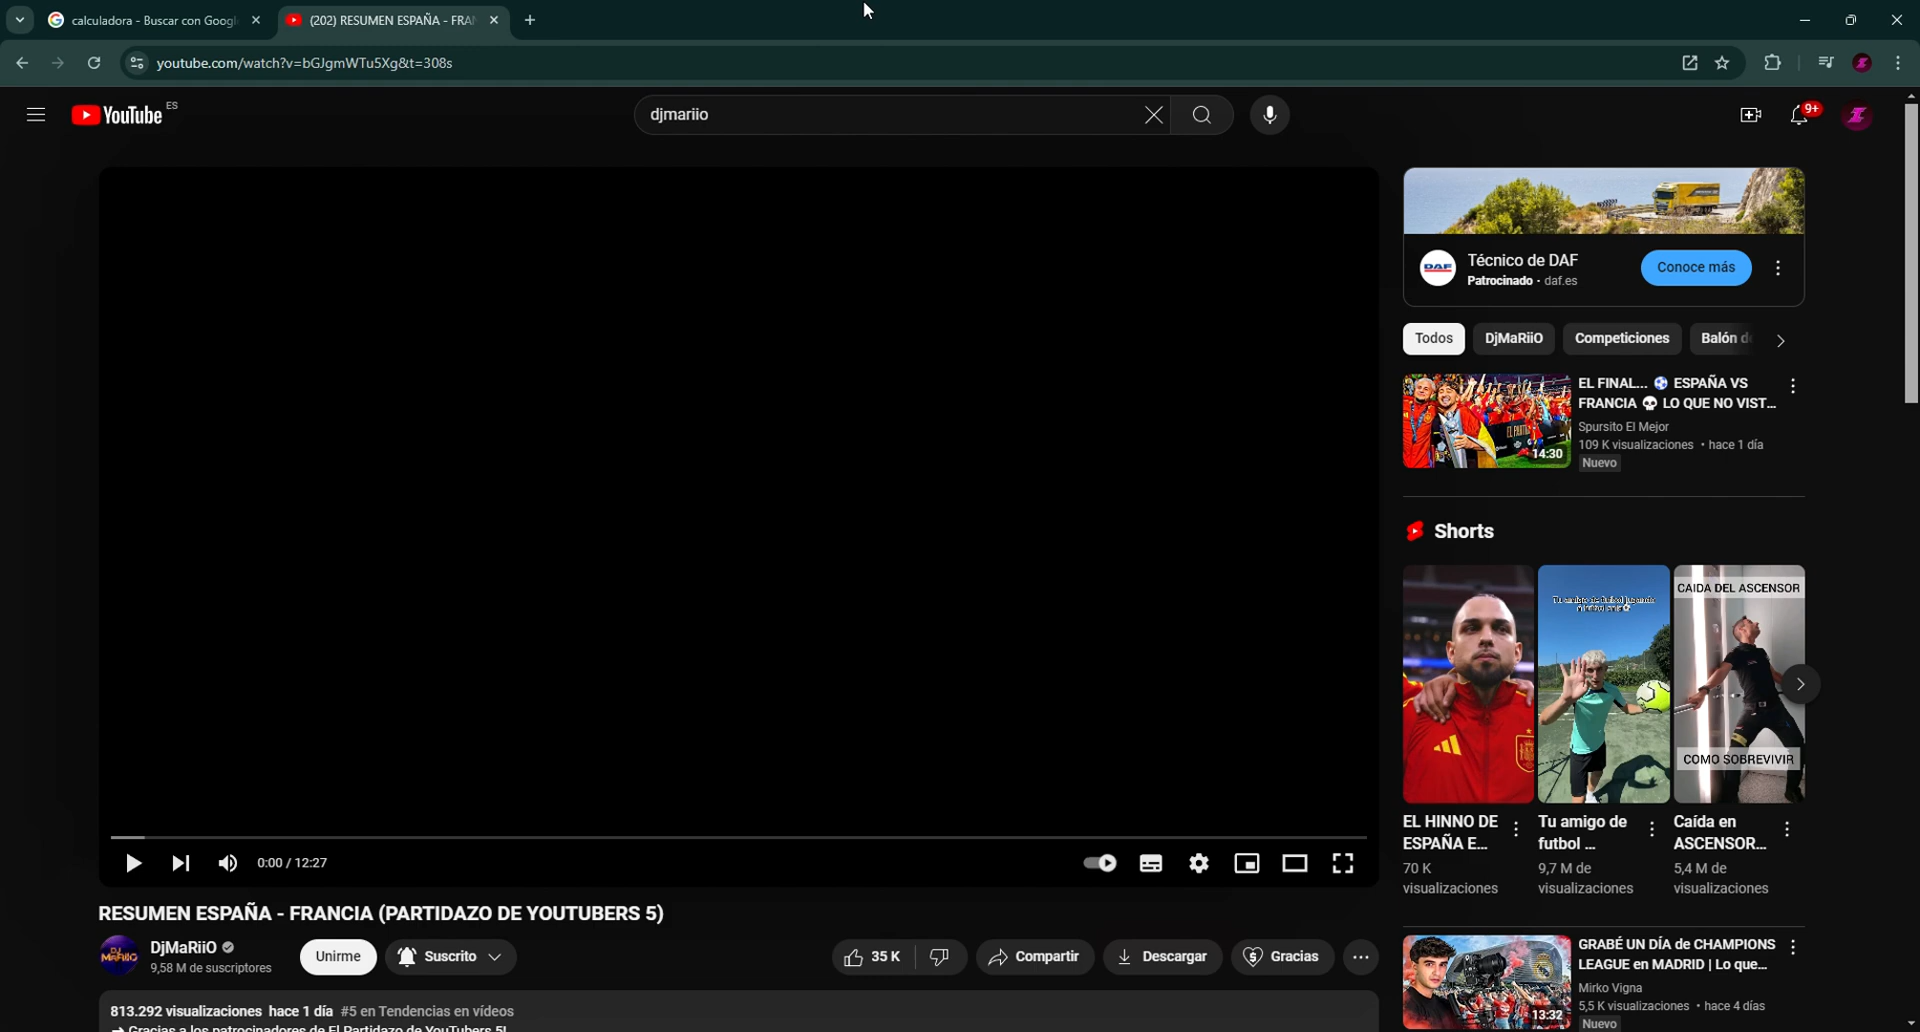 calculadora - Buscar con Googl
(202) RESUMEN ESPAÑA - FRAN
youtube.com/watch?v=bGJgmWTu5Xg&t=308s
YouTube ES
djmariio
9+
Técnico de DAF
Patrocinado · daf.es
Conoce más
DAF
Todos
DjMaRiiO
Competiciones
Balón d
EL FINAL... ⚽ ESPAÑA VS
FRANCIA 💀 LO QUE NO VIST...
Spursito El Mejor
109 K visualizaciones • hace 1 día
Nuevo
14:30
Shorts
CAIDA DEL ASCENSOR
COMO SOBREVIVIR
EL HINNO DE
ESPAÑA E...
70 K
visualizaciones
Tu amigo de
futbol ...
9,7 M de
visualizaciones
Caída en
ASCENSOR...
5,4 M de
visualizaciones
0:00 / 12:27
RESUMEN ESPAÑA - FRANCIA (PARTIDAZO DE YOUTUBERS 5)
DjMaRiiO
9,58 M de suscriptores
Unirme
Suscrito
35 K
Compartir
Descargar
Gracias
813.292 visualizaciones hace 1 día #5 en Tendencias en vídeos
➜ Gracias a los patrocinadores de El Partidazo de YouTubers 5!
GRABÉ UN DÍA de CHAMPIONS
LEAGUE en MADRID | Lo que...
Mirko Vigna
5,5 K visualizaciones • hace 4 días
Nuevo
13:32